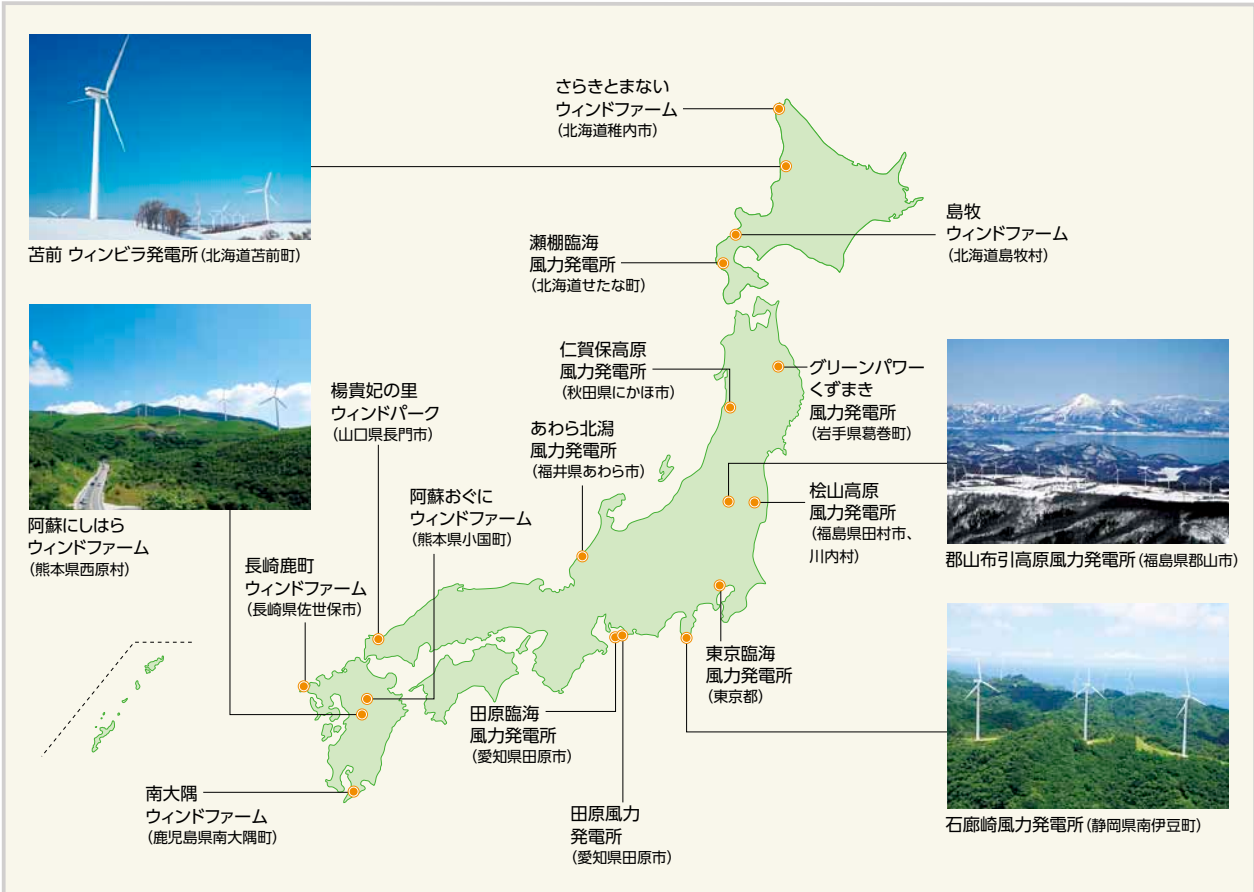 さらきとまない
ウィンドファーム
(北海道稚内市)
苫前 ウィンビラ発電所(北海道苫前町)
島牧
ウィンドファーム
(北海道島牧村)
瀬棚臨海
風力発電所
(北海道せたな町)
仁賀保高原
風力発電所
(秋田県にかほ市)
グリーンパワー
くずまき
風力発電所
(岩手県葛巻町)
楊貴妃の里
ウィンドパーク
(山口県長門市)
あわら北潟
風力発電所
(福井県あわら市)
阿蘇おぐに
ウィンドファーム
(熊本県小国町)
桧山高原
風力発電所
(福島県田村市、
川内村)
郡山布引高原風力発電所(福島県郡山市)
阿蘇にしはら
ウィンドファーム
(熊本県西原村)
長崎鹿町
ウィンドファーム
(長崎県佐世保市)
東京臨海
風力発電所
(東京都)
田原臨海
風力発電所
(愛知県田原市)
南大隅
ウィンドファーム
(鹿児島県南大隅町)
田原風力
発電所
(愛知県田原市)
石廊崎風力発電所(静岡県南伊豆町)